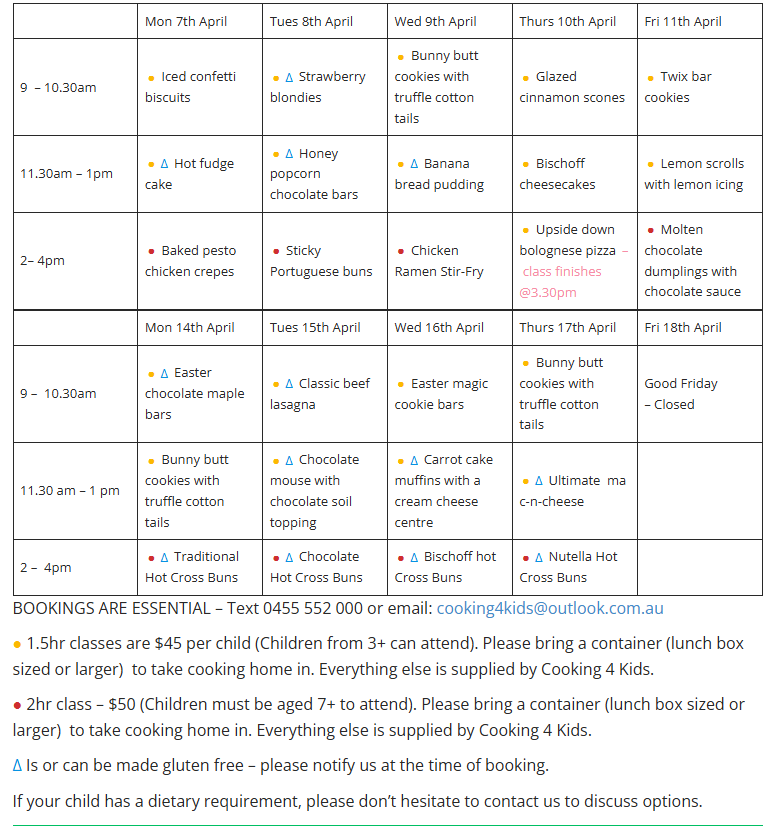 Mon 7th April Tues 8th April Wed 9th April Thurs 10th April Fri 11th April
9 – 10.30am
● Iced confetti
biscuits
● Δ Strawberry
blondies
● Bunny butt
cookies with
truffle cotton
tails
● Glazed
cinnamon scones
● Twix bar
cookies
11.30am – 1pm
● Δ Hot fudge
cake
● Δ Honey
popcorn
chocolate bars
● Δ Banana
bread pudding
● Bischoff
cheesecakes
● Lemon scrolls
with lemon icing
2– 4pm
● Baked pesto
chicken crepes
● Sticky
Portuguese buns
● Chicken
Ramen Stir-Fry
● Upside down
bolognese pizza –
class finishes
@3.30pm
● Molten
chocolate
dumplings with
chocolate sauce
Mon 14th April Tues 15th April Wed 16th April Thurs 17th April Fri 18th April
9 – 10.30am
● Δ Easter
chocolate maple
bars
● Δ Classic beef
lasagna
● Easter magic
cookie bars
● Bunny butt
cookies with
truffle cotton
tails
Good Friday
– Closed
11.30 am – 1 pm
● Bunny butt
cookies with
truffle cotton
tails
● Δ Chocolate
mouse with
chocolate soil
topping
● Δ Carrot cake
muffins with a
cream cheese
centre
● Δ Ultimate ma
c-n-cheese
2 – 4pm
● Δ Traditional
Hot Cross Buns
● Δ Chocolate
Hot Cross Buns
● Δ Bischoff hot
Cross Buns
● Δ Nutella Hot
Cross Buns
BOOKINGS ARE ESSENTIAL – Text 0455 552 000 or email: cooking4kids@outlook.com.au
● 1.5hr classes are $45 per child (Children from 3+ can attend). Please bring a container (lunch box
sized or larger) to take cooking home in. Everything else is supplied by Cooking 4 Kids.
● 2hr class – $50 (Children must be aged 7+ to attend). Please bring a container (lunch box sized or
larger) to take cooking home in. Everything else is supplied by Cooking 4 Kids.
Δ Is or can be made gluten free – please notify us at the time of booking.
If your child has a dietary requirement, please don't hesitate to contact us to discuss options.